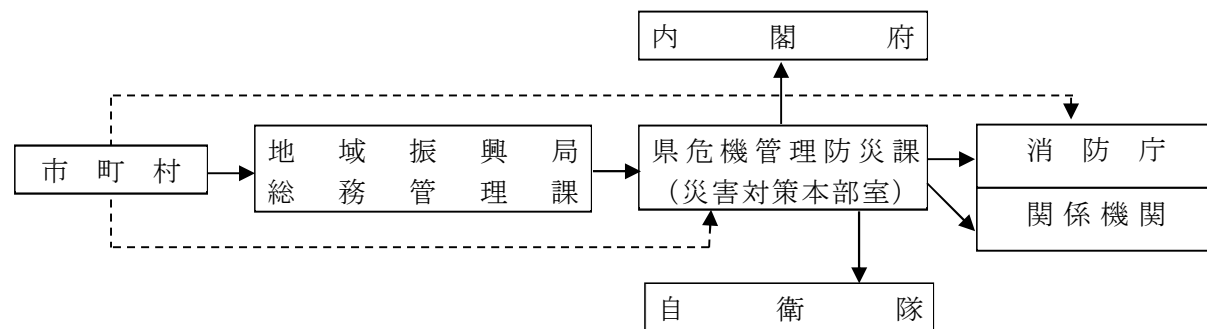 内閣府
市町村
地域振興局
総務管理課
県危機管理防災課
（災害対策本部室）
消防庁
関係機関
自衛隊